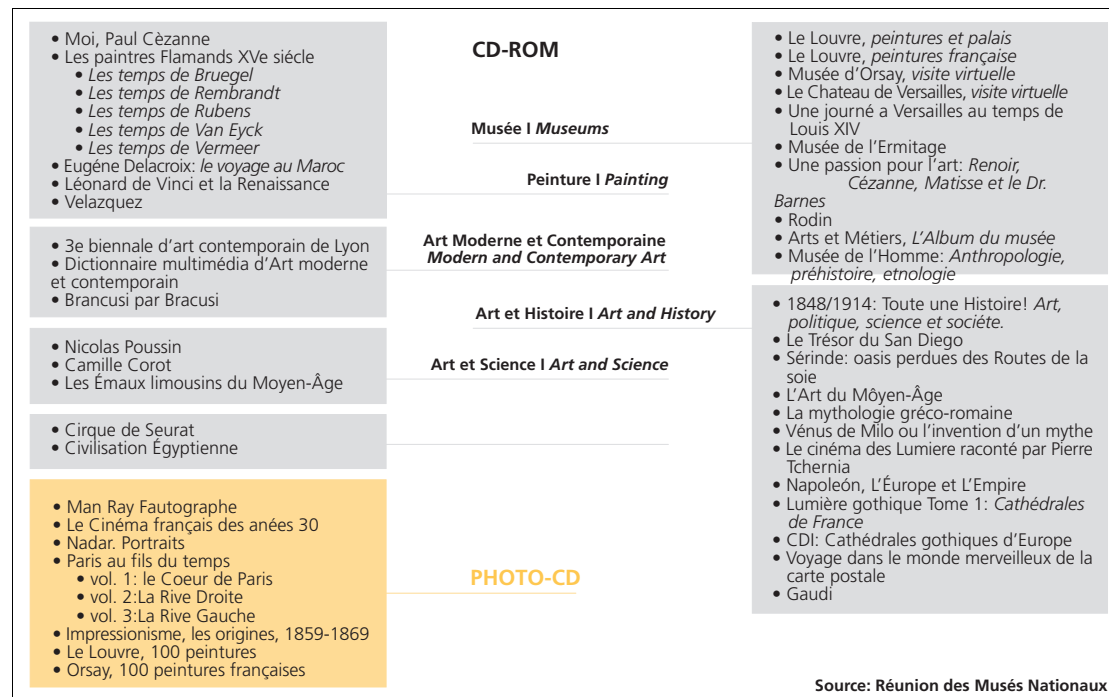 • Moi, Paul Cèzanne
• Les paintres Flamands XVe siécle
• Les temps de Bruegel
• Les temps de Rembrandt
• Les temps de Rubens
• Les temps de Van Eyck
• Les temps de Vermeer
• Eugéne Delacroix: le voyage au Maroc
• Léonard de Vinci et la Renaissance
• Velazquez
• 3e biennale d'art contemporain de Lyon
• Dictionnaire multimédia d'Art moderne
et contemporain
• Brancusi par Bracusi
• Nicolas Poussin
• Camille Corot
• Les Émaux limousins du Moyen-Âge
• Cirque de Seurat
• Civilisation Égyptienne
• Man Ray Fautographe
• Le Cinéma français des anées 30
• Nadar. Portraits
• Paris au fils du temps
• vol. 1: le Coeur de Paris
• vol. 2:La Rive Droite
• vol. 3:La Rive Gauche
• Impressionisme, les origines, 1859-1869
• Le Louvre, 100 peintures
• Orsay, 100 peintures françaises
CD-ROM
Musée I Museums
Peinture I Painting
Art Moderne et Contemporaine
Modern and Contemporary Art
Art et Histoire I Art and History
Art et Science I Art and Science
PHOTO-CD
• Le Louvre, peintures et palais
• Le Louvre, peintures française
• Musée d'Orsay, visite virtuelle
• Le Chateau de Versailles, visite virtuelle
• Une journé a Versailles au temps de
Louis XIV
• Musée de l'Ermitage
• Une passion pour l'art: Renoir,
Cézanne, Matisse et le Dr.
Barnes
• Rodin
• Arts et Métiers, L'Album du musée
• Musée de l'Homme: Anthropologie,
préhistoire, etnologie
• 1848/1914: Toute une Histoire! Art,
politique, science et sociéte.
• Le Trésor du San Diego
• Sérinde: oasis perdues des Routes de la
soie
• L'Art du Môyen-Âge
• La mythologie gréco-romaine
• Vénus de Milo ou l'invention d'un mythe
• Le cinéma des Lumiere raconté par Pierre
Tchernia
• Napoleón, L'Éurope et L'Empire
• Lumière gothique Tome 1: Cathédrales
de France
• CDI: Cathédrales gothiques d'Europe
• Voyage dans le monde merveilleux de la
carte postale
• Gaudi
Source: Réunion des Musés Nationaux